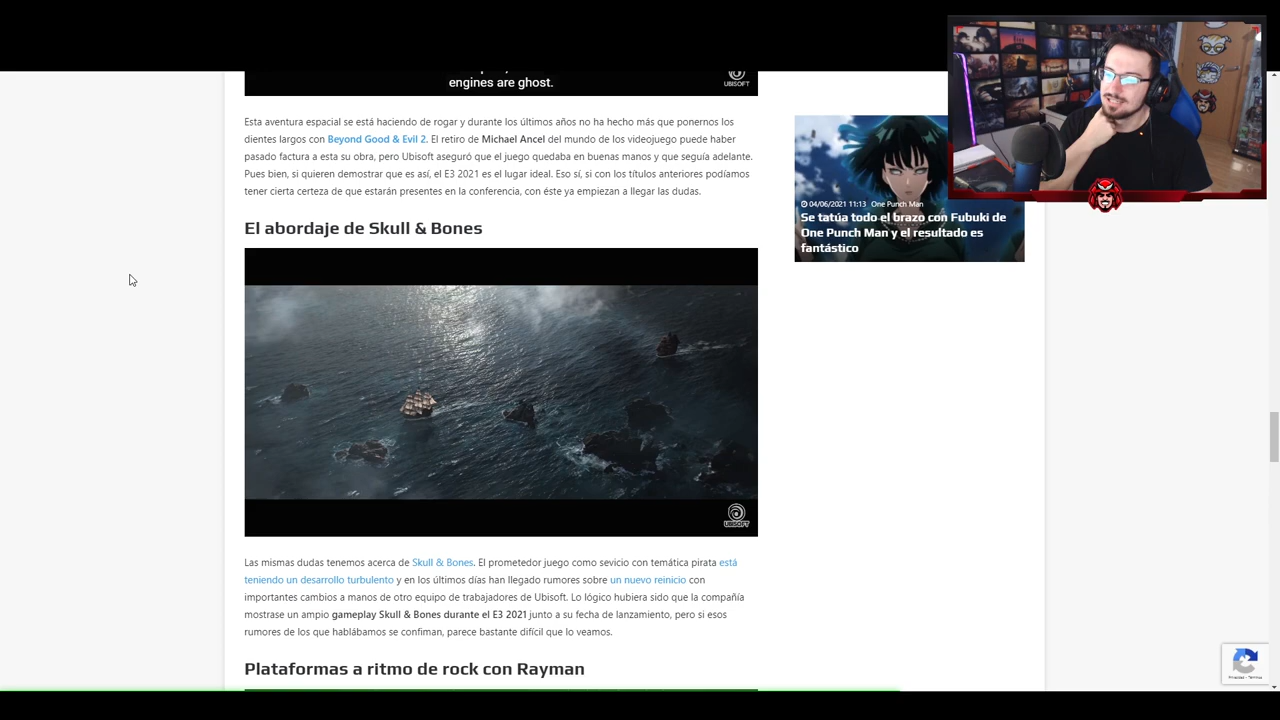 engines are ghost.
UBISOFT
Esta aventura espacial se está haciendo de rogar y durante los últimos años no ha hecho más que ponernos los
dientes largos con Beyond Good & Evil 2. El retiro de Michael Ancel del mundo de los videojuego puede haber
pasado factura a esta su obra, pero Ubisoft aseguró que el juego quedaba en buenas manos y que seguía adelante.
Pues bien, si quieren demostrar que es así, el E3 2021 es el lugar ideal. Eso sí, si con los títulos anteriores podíamos
tener cierta certeza de que estarán presentes en la conferencia, con éste ya empiezan a llegar las dudas.
El abordaje de Skull & Bones
UBISOFT
Las mismas dudas tenemos acerca de Skull & Bones. El prometedor juego como sevicio con temática pirata está
teniendo un desarrollo turbulento y en los últimos días han llegado rumores sobre un nuevo reinicio con
importantes cambios a manos de otro equipo de trabajadores de Ubisoft. Lo lógico hubiera sido que la compañía
mostrase un ampio gameplay Skull & Bones durante el E3 2021 junto a su fecha de lanzamiento, pero si esos
rumores de los que hablábamos se confiman, parece bastante difícil que lo veamos.
Plataformas a ritmo de rock con Rayman
04/06/2021 11:13 One Punch Man
Se tatúa todo el brazo con Fubuki de
One Punch Man y el resultado es
fantástico
Privacidad - Términos